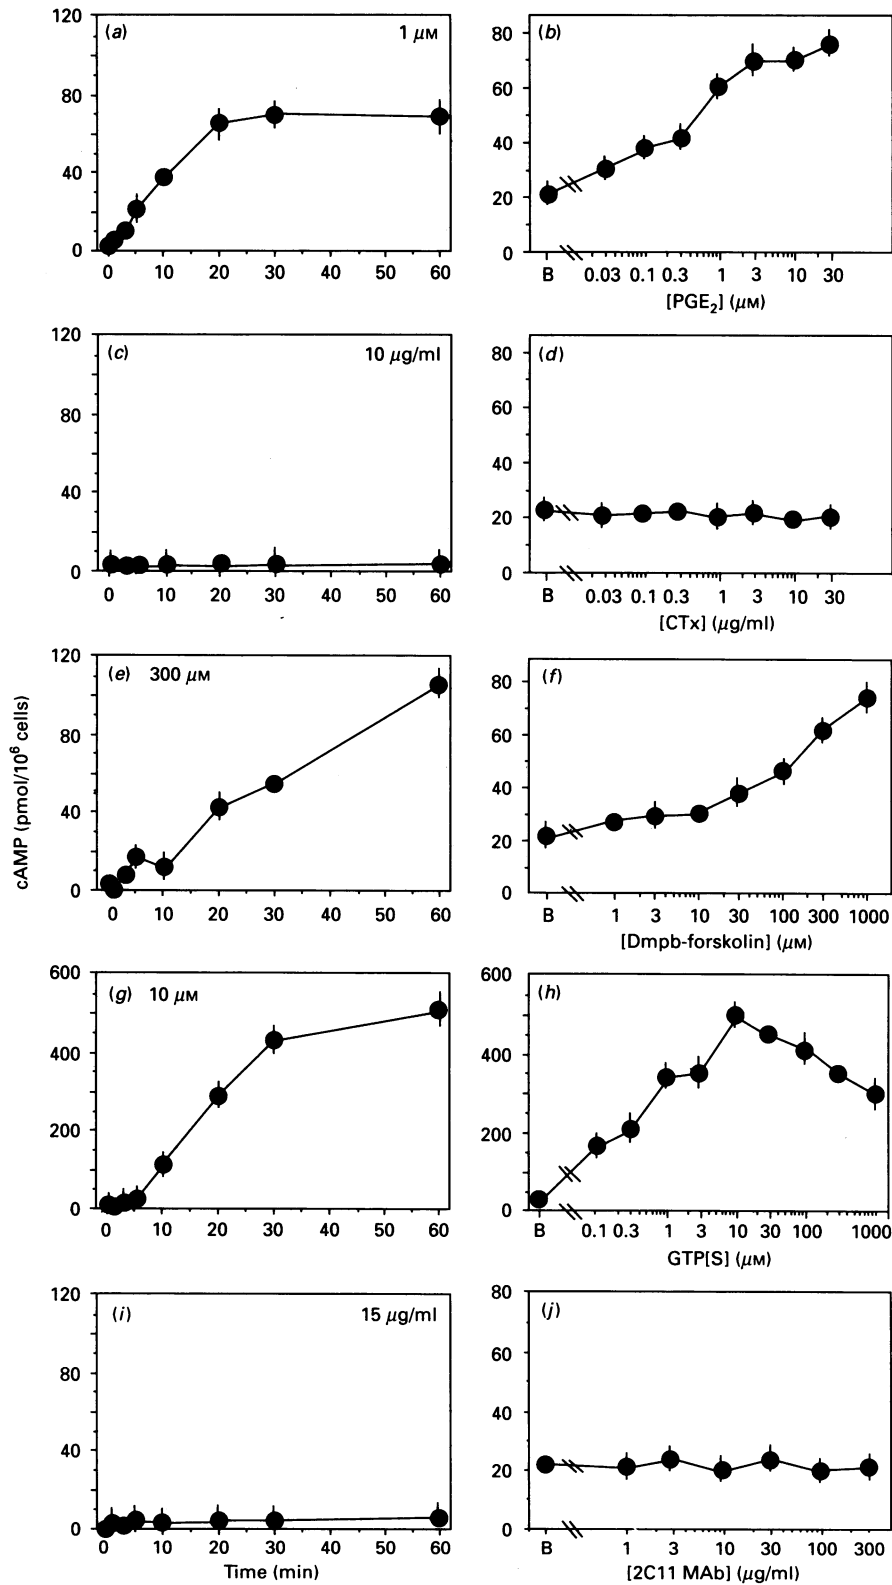 120
(a) 1 μM
80
40
0
0 10 20 30 40 50 60
(b)
80
60
40
20
0
B 0.03 0.1 0.3 1 3 10 30
[PGE2] (μM)
120
(c) 10 μg/ml
80
40
0
0 10 20 30 40 50 60
(d)
80
60
40
20
0
B 0.03 0.1 0.3 1 3 10 30
[CTx] (μg/ml)
cAMP (pmol/10^6 cells)
120
(e) 300 μM
80
40
0
0 10 20 30 40 50 60
(f)
80
60
40
20
0
B 1 3 10 30 100 300 1000
[Dmpb-forskolin] (μM)
600
(g) 10 μM
400
200
0
0 10 20 30 40 50 60
600
(h)
400
200
0
B 0.1 0.3 1 3 10 30 100 1000
GTP[S] (μM)
120
(i) 15 μg/ml
80
40
0
0 10 20 30 40 50 60
Time (min)
80
(j)
60
40
20
0
B 1 3 10 30 100 300
[2C11 MAb] (μg/ml)